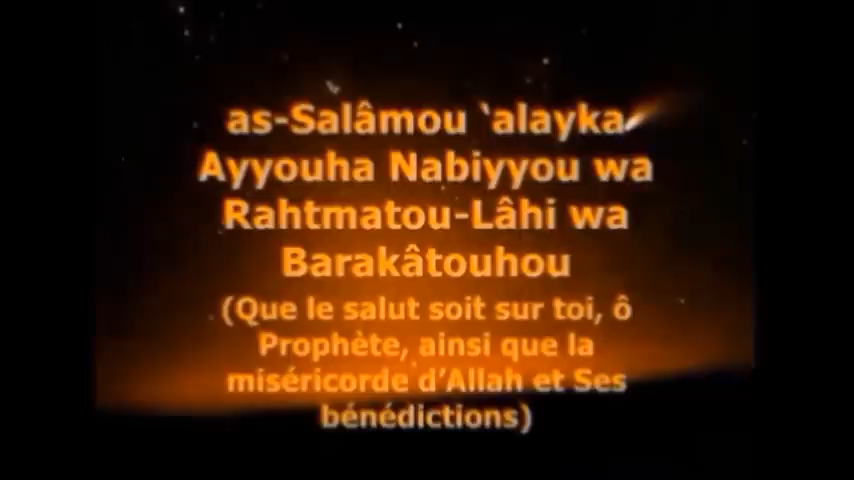 as-Salâmou ‘alayka
Ayyouha Nabiyyou wa
Rahtmatou-Lâhi wa
Barakâtouhou
(Que le salut soit sur toi, ô
Prophète, ainsi que la
miséricorde d’Allah et Ses
bénédictions)